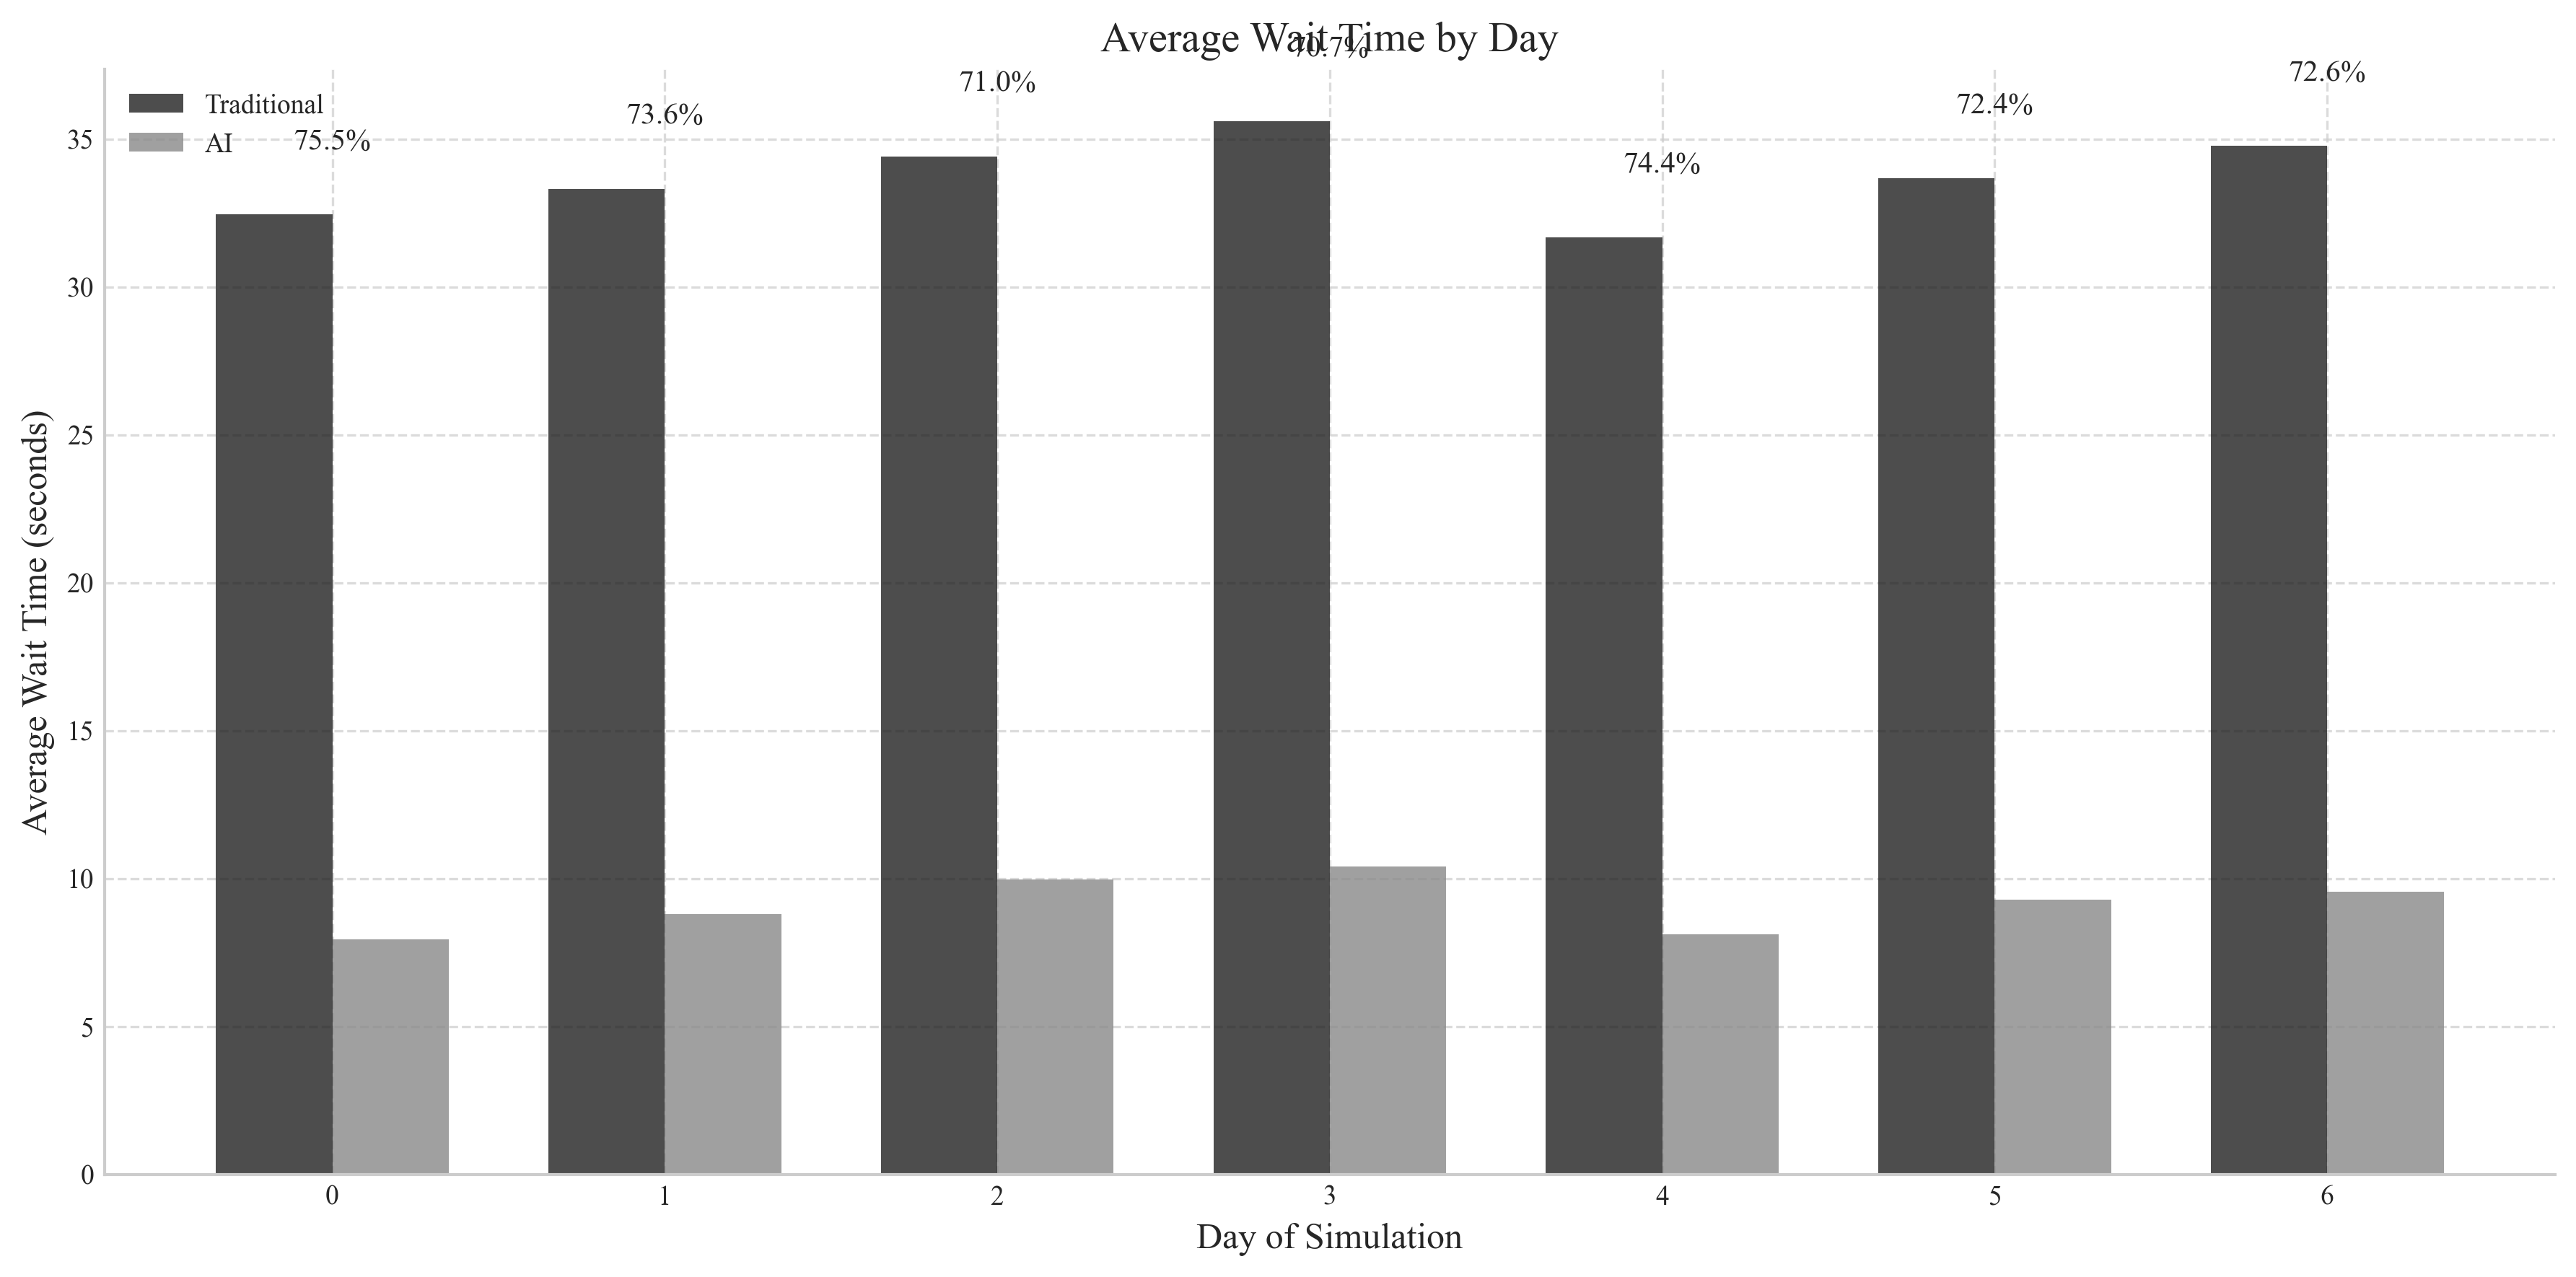 Average Wait Time by Day
70.7%
72.6%
71.0%
Traditional
72.4%
73.6%
AI
75.5%
74.4%
35
30
25
20
15
10
5
0
Average Wait Time (seconds)
0 1 2 3 4 5 6
Day of Simulation